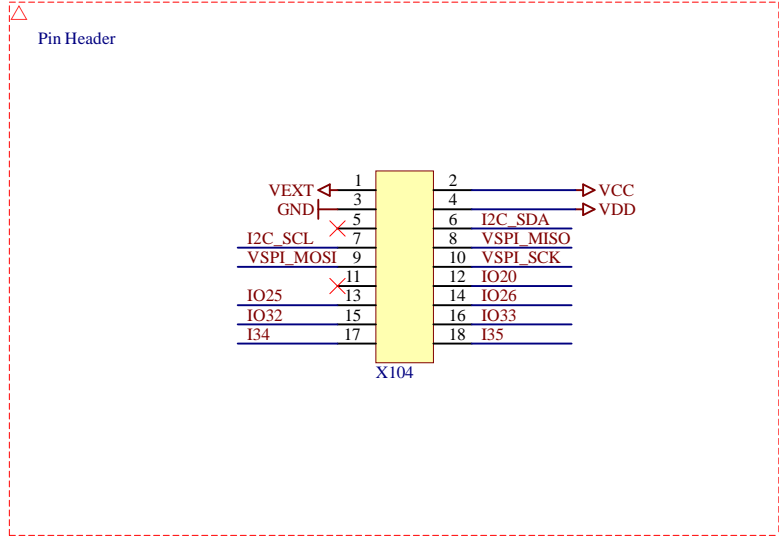 Pin Header
VEXT 1 2 VCC
GND 3 4 VDD
5 6 I2C_SDA
I2C_SCL 7 8 VSPI_MISO
VSPI_MOSI 9 10 VSPI_SCK
11 12 IO20
IO25 13 14 IO26
IO32 15 16 IO33
I34 17 18 I35
X104